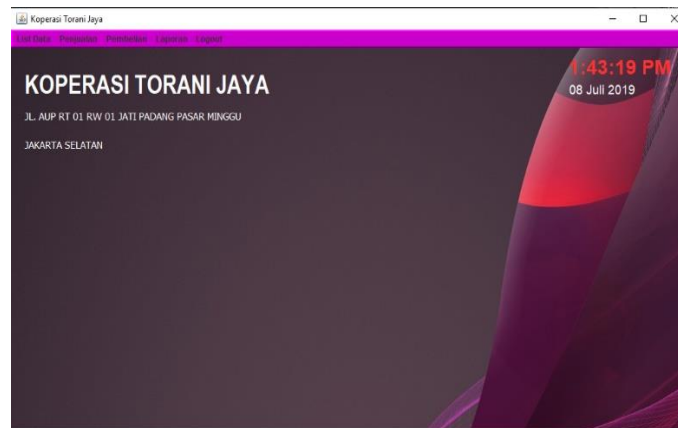 Koperasi Torani Jaya
List Data Penjualan Pembelian Laporan Logout
1:43:19 PM
KOPERASI TORANI JAYA
08 Juli 2019
JL. AUP RT 01 RW 01 JATI PADANG PASAR MINGGU
JAKARTA SELATAN